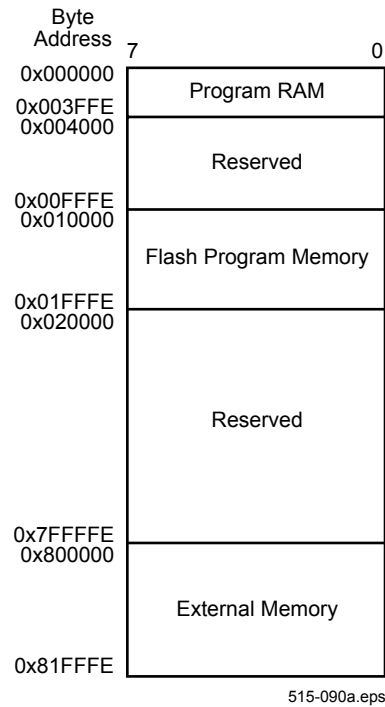 Byte
Address
7 0
0x000000
Program RAM
0x003FFE
0x004000
Reserved
0x00FFFE
0x010000
Flash Program Memory
0x01FFFE
0x020000
Reserved
0x7FFFFE
0x800000
External Memory
0x81FFFE
515-090a.eps